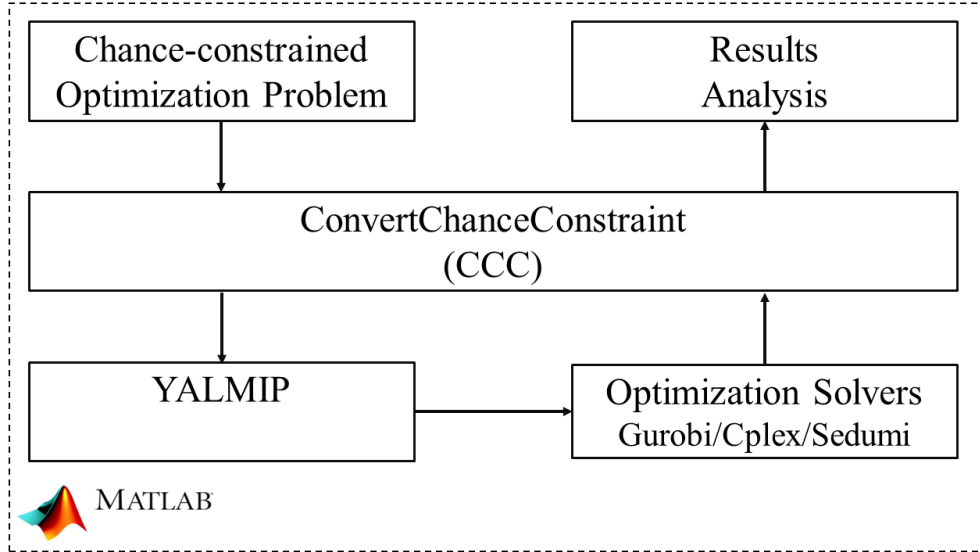 Chance-constrained
Optimization Problem
Results
Analysis
ConvertChanceConstraint
(CCC)
YALMIP
Optimization Solvers
Gurobi/Cplex/Sedumi
MATLAB